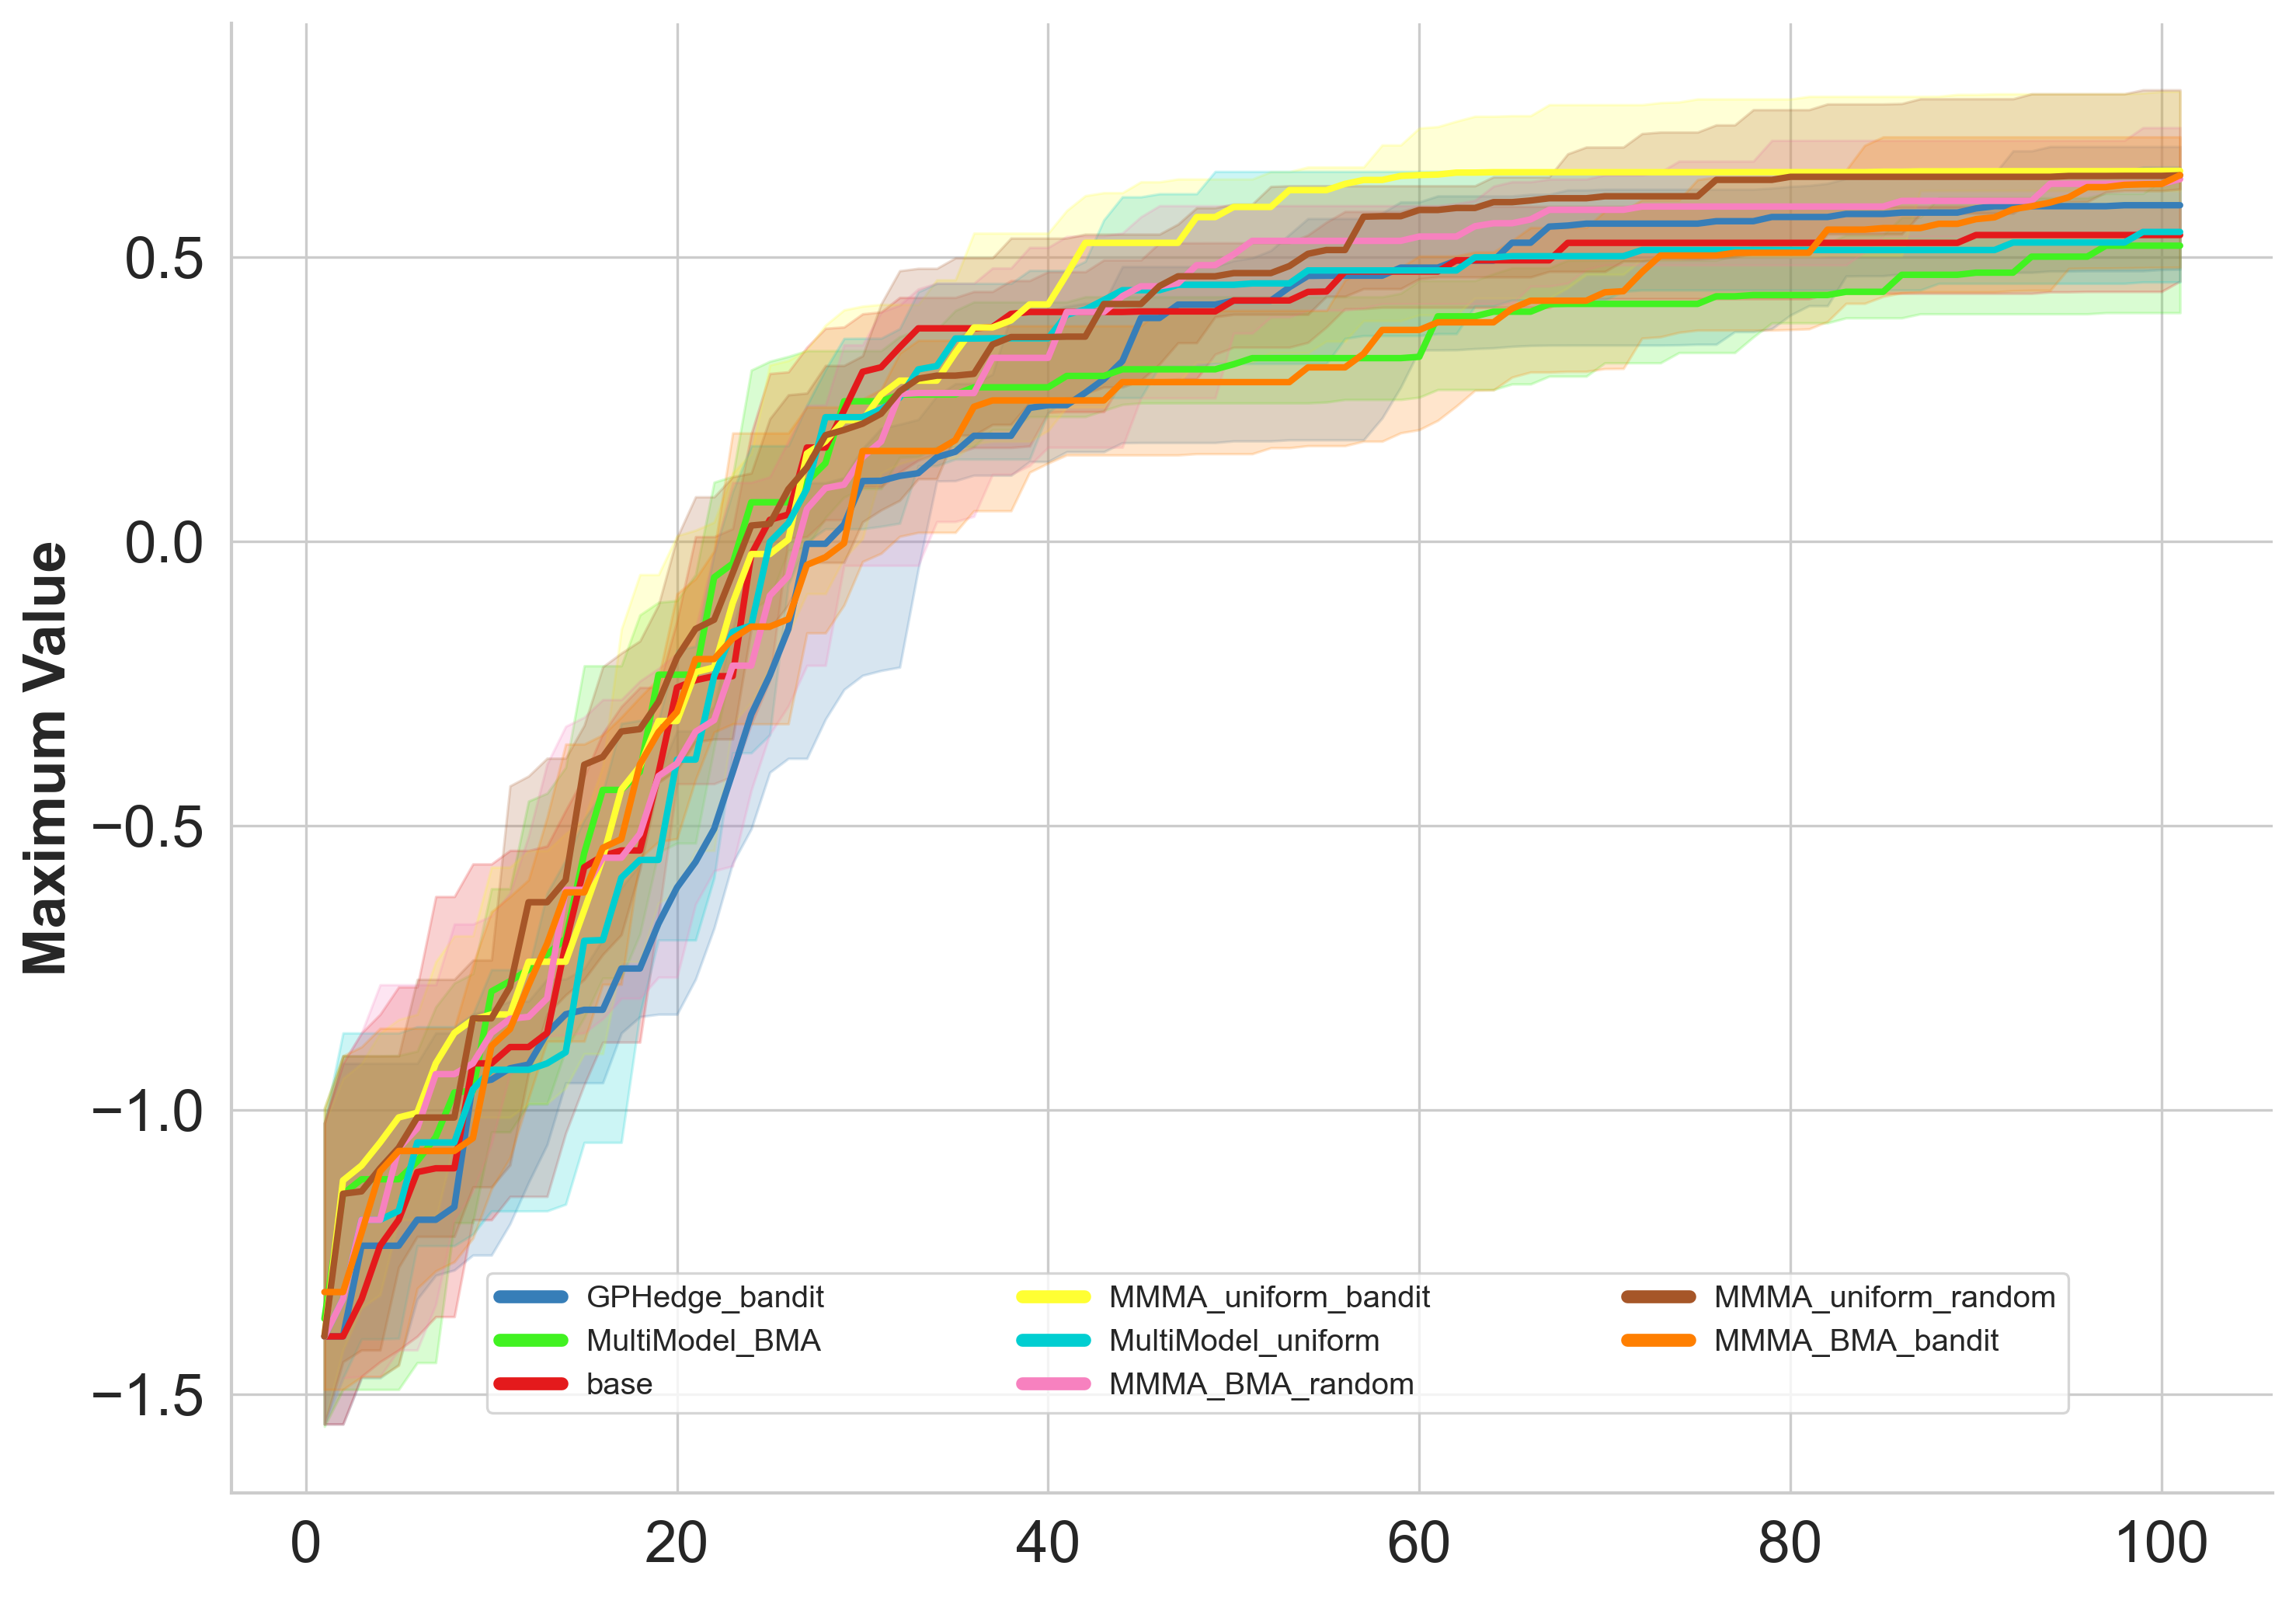 Maximum Value
0.5
0.0
−0.5
−1.0
−1.5
GPHedge_bandit
MultiModel_BMA
base
MMMA_uniform_bandit
MultiModel_uniform
MMMA_BMA_random
MMMA_uniform_random
MMMA_BMA_bandit
0 20 40 60 80 100